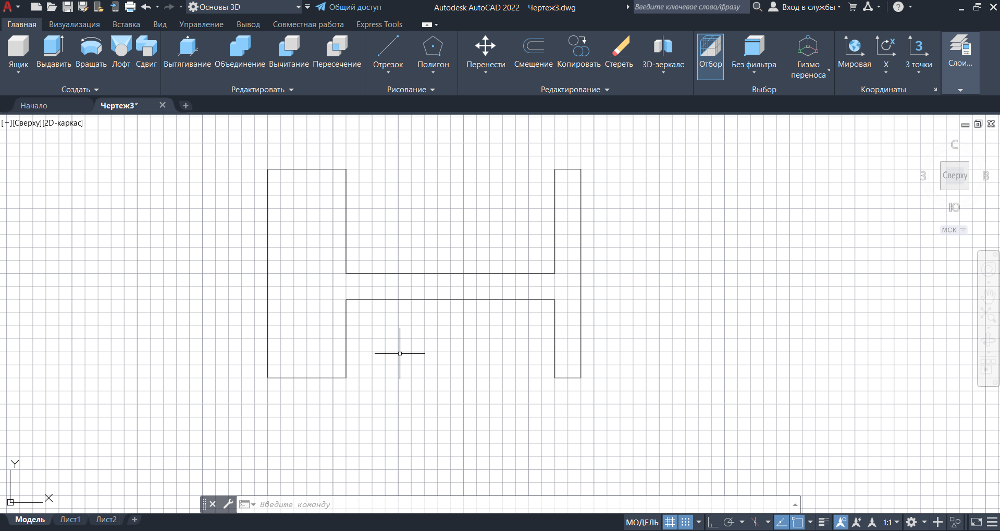 Основы 3D
Общий доступ
Autodesk AutoCAD 2022 Чертеж3.dwg
Введите ключевое слово/фразу
Вход в службы
Главная Визуализация Вставка Вид Управление Вывод Совместная работа Express Tools
Ящик Выдавить Вращать Лофт Сдвиг
Вытягивание Объединение Вычитание Пересечение
Отрезок Полигон
Перенести Смещение Копировать Стереть 3D-зеркало
Отбор Без фильтра Гизмо
переноса
Мировая X 3 точки
Слои...
Создать Редактировать Рисование Редактирование Выбор Координаты
Начало Чертеж3*
[−][Сверху][2D-каркас]
С
З Сверху В
Ю
МСК
Y
X
Введите команду
Модель Лист1 Лист2
МОДЕЛЬ 1:1